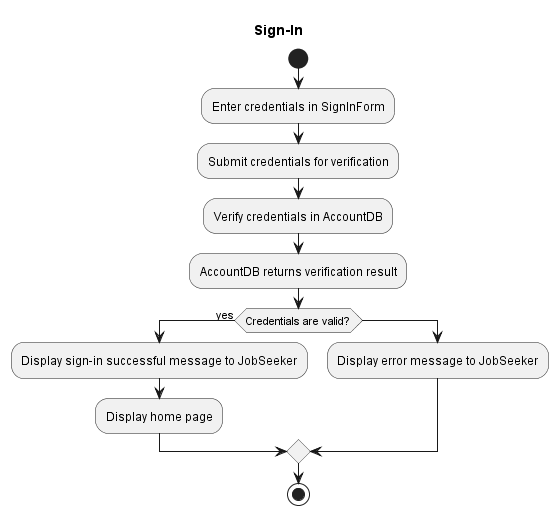 Sign-In
Enter credentials in SignInForm
Submit credentials for verification
Verify credentials in AccountDB
AccountDB returns verification result
yes
Credentials are valid?
Display sign-in successful message to JobSeeker
Display error message to JobSeeker
Display home page